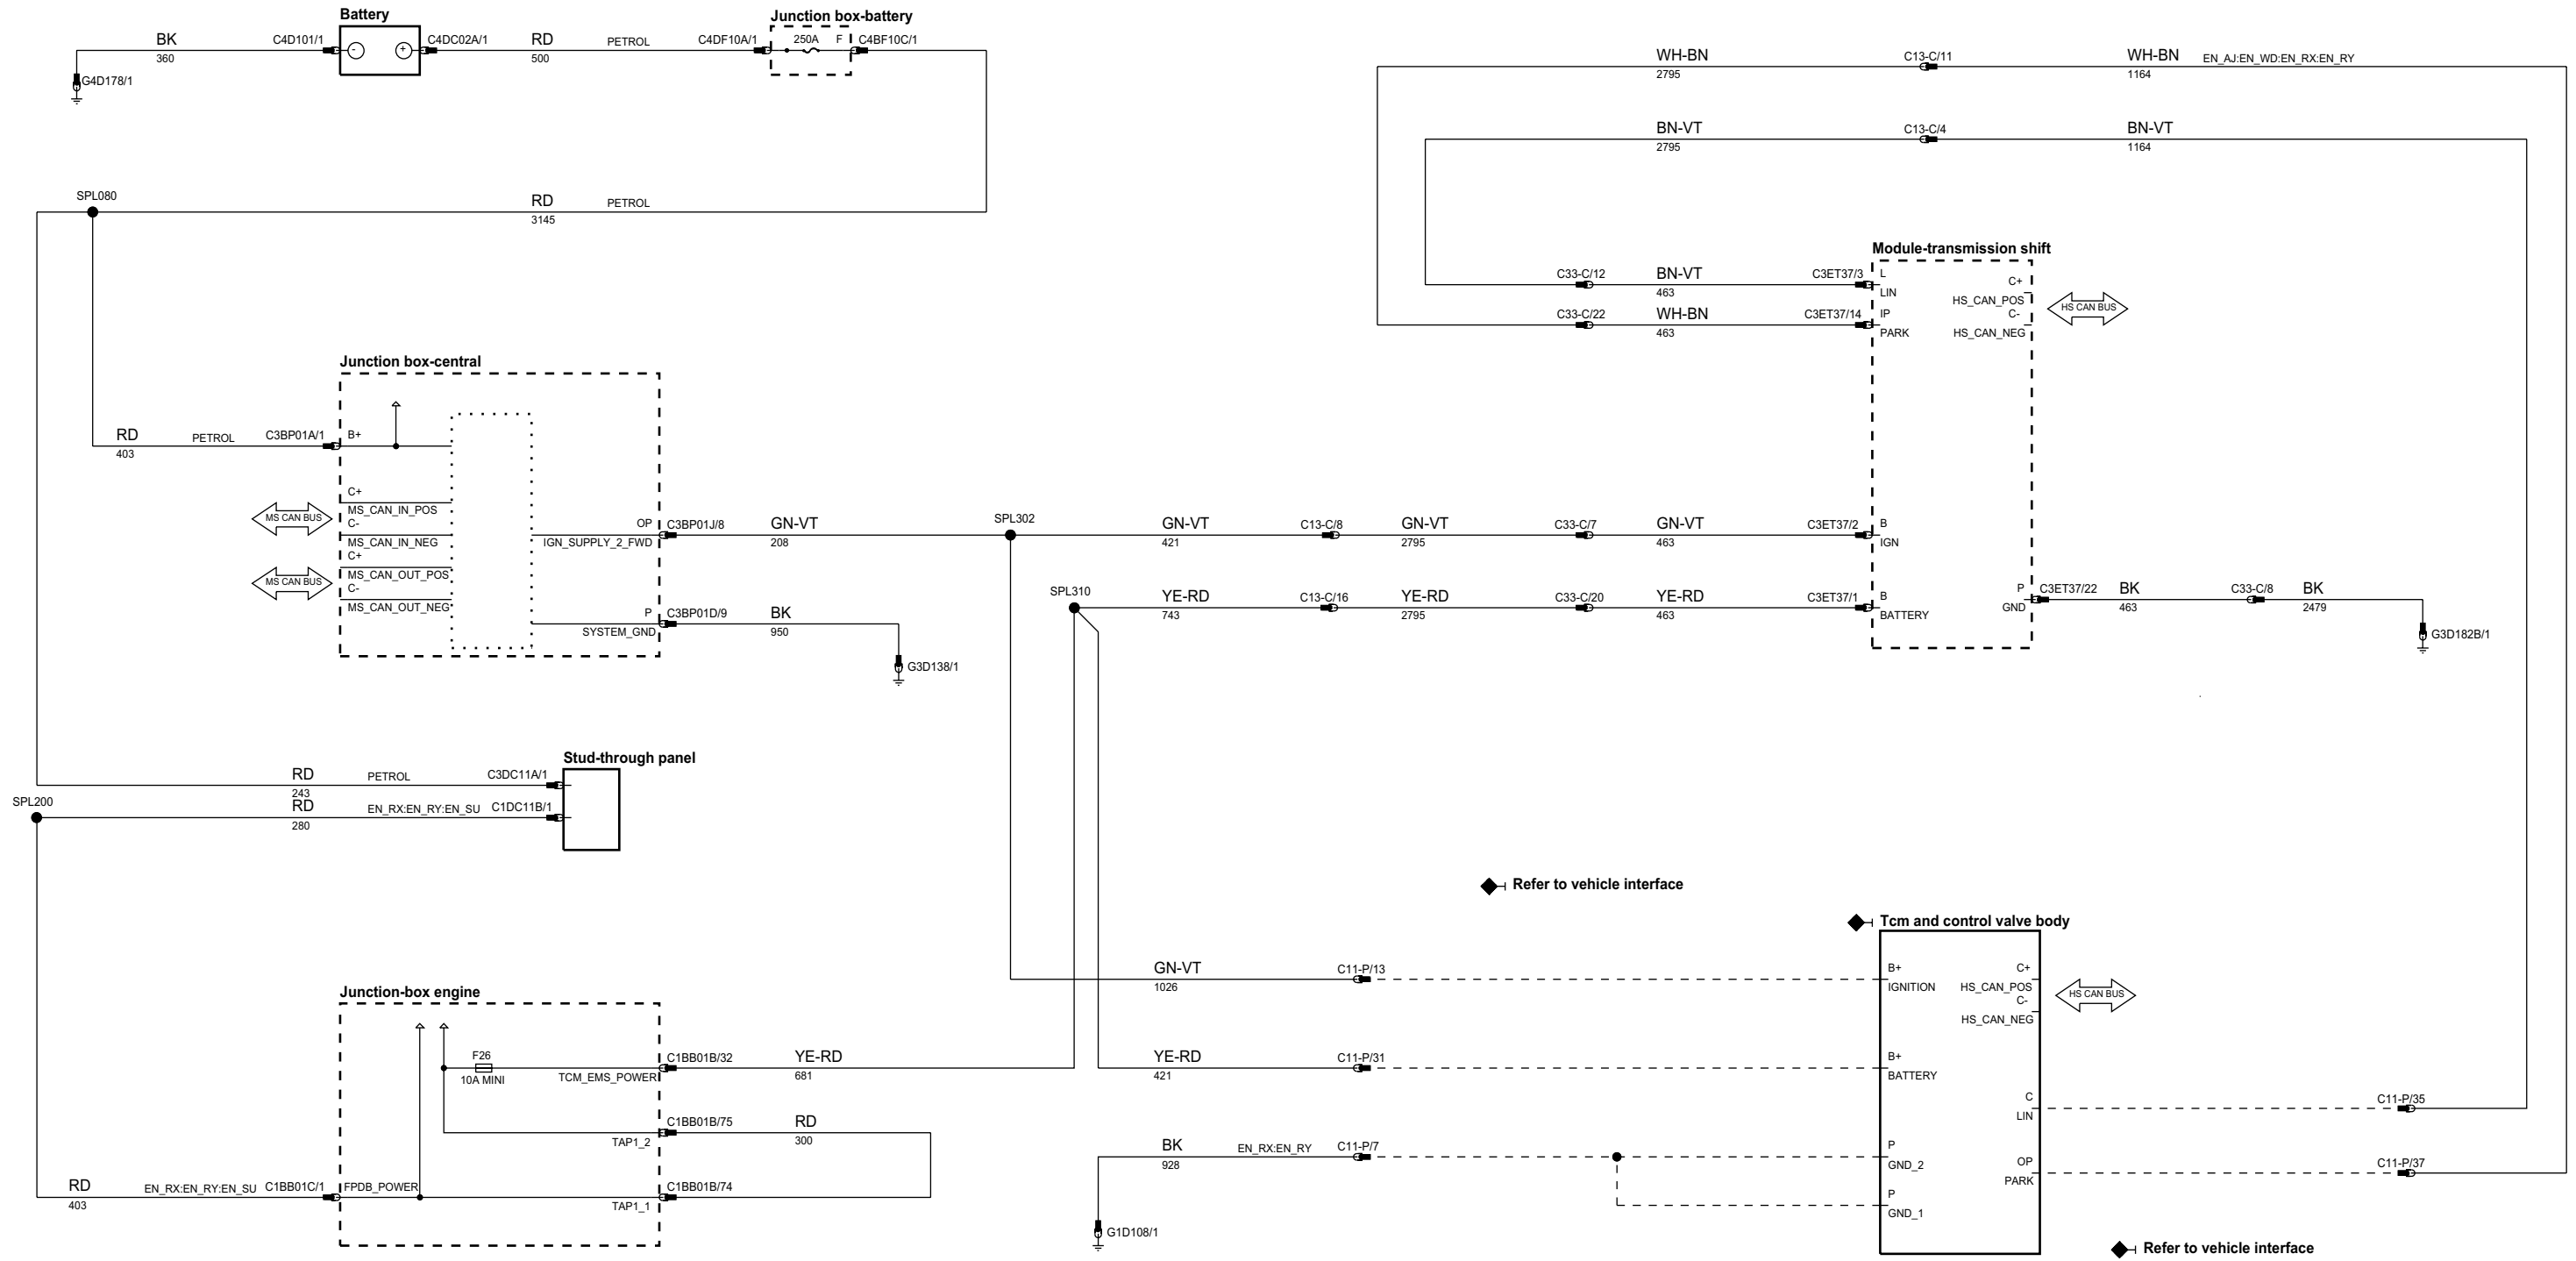 Battery
Junction box-battery
BK
360
C4D101/1
-
+
C4DC02A/1
RD
500
PETROL
C4DF10A/1
250A
F
C4BF10C/1
G4D178/1
WH-BN
2795
C13-C/11
WH-BN
1164
EN_AJ:EN_WD:EN_RX:EN_RY
BN-VT
2795
C13-C/4
BN-VT
1164
SPL080
RD
3145
PETROL
Module-transmission shift
C33-C/12
BN-VT
463
C3ET37/3
L
LIN
C33-C/22
WH-BN
463
C3ET37/14
IP
PARK
C+
HS_CAN_POS
C-
HS_CAN_NEG
HS CAN BUS
Junction box-central
RD
403
PETROL
C3BP01A/1
B+
MS CAN BUS
C+
MS_CAN_IN_POS
C-
MS_CAN_IN_NEG
MS CAN BUS
C+
MS_CAN_OUT_POS
C-
MS_CAN_OUT_NEG
OP
IGN_SUPPLY_2_FWD
C3BP01J/8
GN-VT
208
SPL302
GN-VT
421
C13-C/8
GN-VT
2795
C33-C/7
GN-VT
463
C3ET37/2
B
IGN
P
SYSTEM_GND
C3BP01D/9
BK
950
G3D138/1
SPL310
YE-RD
743
C13-C/16
YE-RD
2795
C33-C/20
YE-RD
463
C3ET37/1
B
BATTERY
P
GND
C3ET37/22
BK
463
C33-C/8
BK
2479
G3D182B/1
Stud-through panel
RD
243
PETROL
C3DC11A/1
SPL200
RD
280
EN_RX:EN_RY:EN_SU
C1DC11B/1
Refer to vehicle interface
Tcm and control valve body
GN-VT
1026
C11-P/13
B+
IGNITION
C+
HS_CAN_POS
C-
HS_CAN_NEG
HS CAN BUS
Junction-box engine
F26
10A MINI
TCM_EMS_POWER
C1BB01B/32
YE-RD
681
YE-RD
421
C11-P/31
B+
BATTERY
TAP1_2
C1BB01B/75
RD
300
C
LIN
C11-P/35
BK
928
EN_RX:EN_RY
C11-P/7
P
GND_2
OP
PARK
C11-P/37
RD
403
EN_RX:EN_RY:EN_SU
C1BB01C/1
FPDB_POWER
TAP1_1
C1BB01B/74
P
GND_1
G1D108/1
Refer to vehicle interface